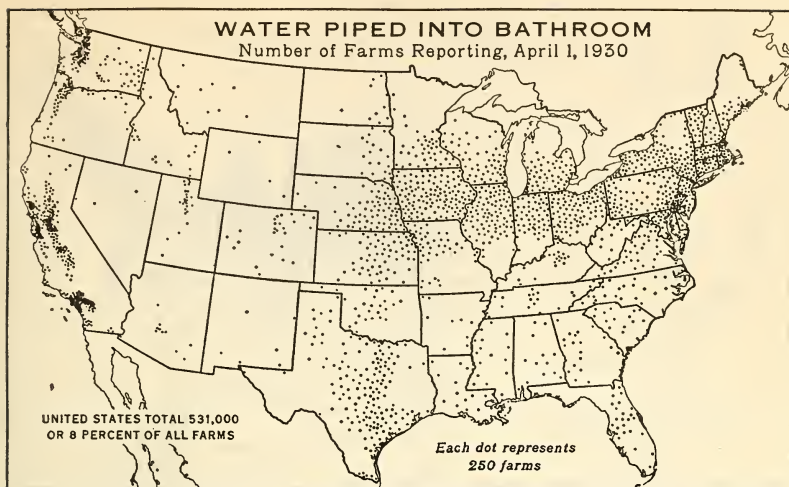 WATER PIPED INTO BATHROOM
Number of Farms Reporting, April 1, 1930
UNITED STATES TOTAL 531,000
OR 8 PERCENT OF ALL FARMS
Each dot represents
250 farms